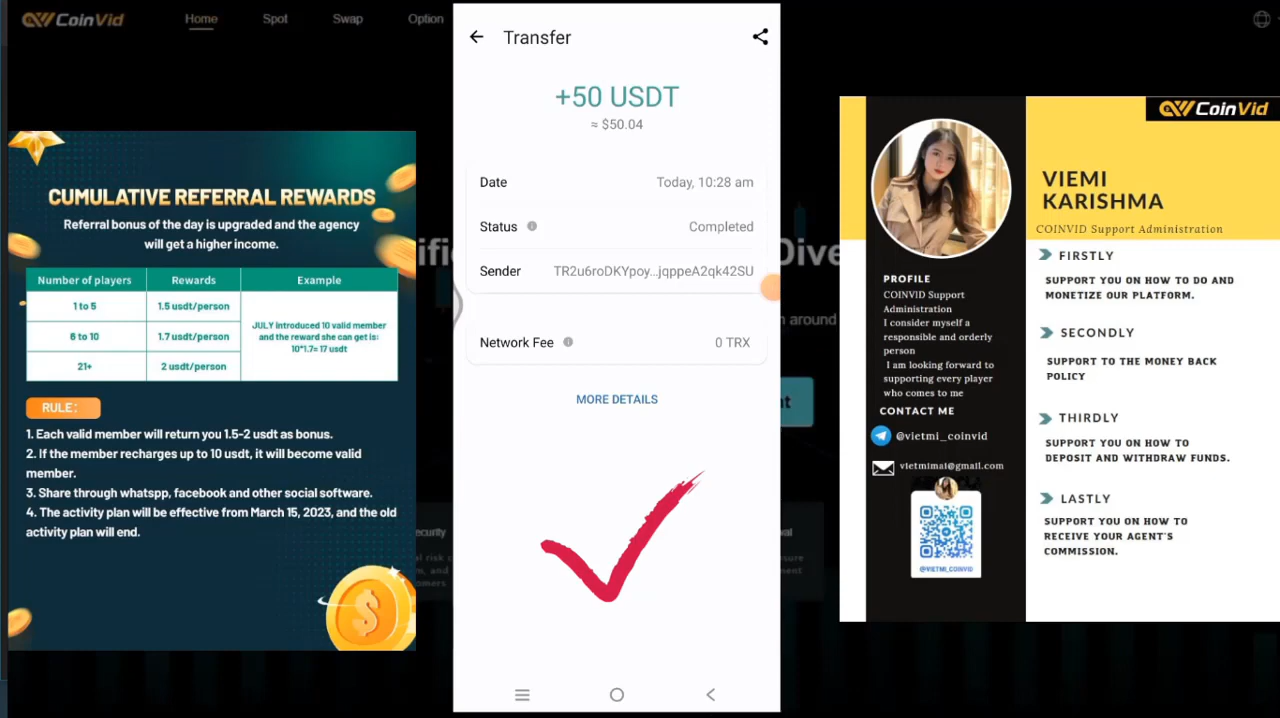 CoinVid
Home
Spot
Swap
Option
CUMULATIVE REFERRAL REWARDS
Referral bonus of the day is upgraded and the agency
will get a higher income.
Number of players Rewards Example
1 to 5 1.5 usdt/person
6 to 10 1.7 usdt/person
21+ 2 usdt/person
JULY introduced 10 valid member
and the reward she can get is:
10*1.7= 17 usdt
RULE:
1. Each valid member will return you 1.5-2 usdt as bonus.
2. If the member recharges up to 10 usdt, it will become valid
member.
3. Share through whatspp, facebook and other social software.
4. The activity plan will be effective from March 15, 2023, and the old
activity plan will end.
Transfer
+50 USDT
≈ $50.04
Date Today, 10:28 am
Status Completed
Sender TR2u6roDKYpoy...jqppeA2qk42SU
Network Fee 0 TRX
MORE DETAILS
n around
CoinVid
VIEMI
KARISHMA
COINVID Support Administration
PROFILE
COINVID Support
Administration
I consider myself a
responsible and orderly
person
I am looking forward to
supporting every player
who comes to me
CONTACT ME
@vietmi_coinvid
vietmimai@gmail.com
@VIETMI_COINVID
FIRSTLY
SUPPORT YOU ON HOW TO DO AND
MONETIZE OUR PLATFORM.
SECONDLY
SUPPORT TO THE MONEY BACK
POLICY
THIRDLY
SUPPORT YOU ON HOW TO
DEPOSIT AND WITHDRAW FUNDS.
LASTLY
SUPPORT YOU ON HOW TO
RECEIVE YOUR AGENT'S
COMMISSION.